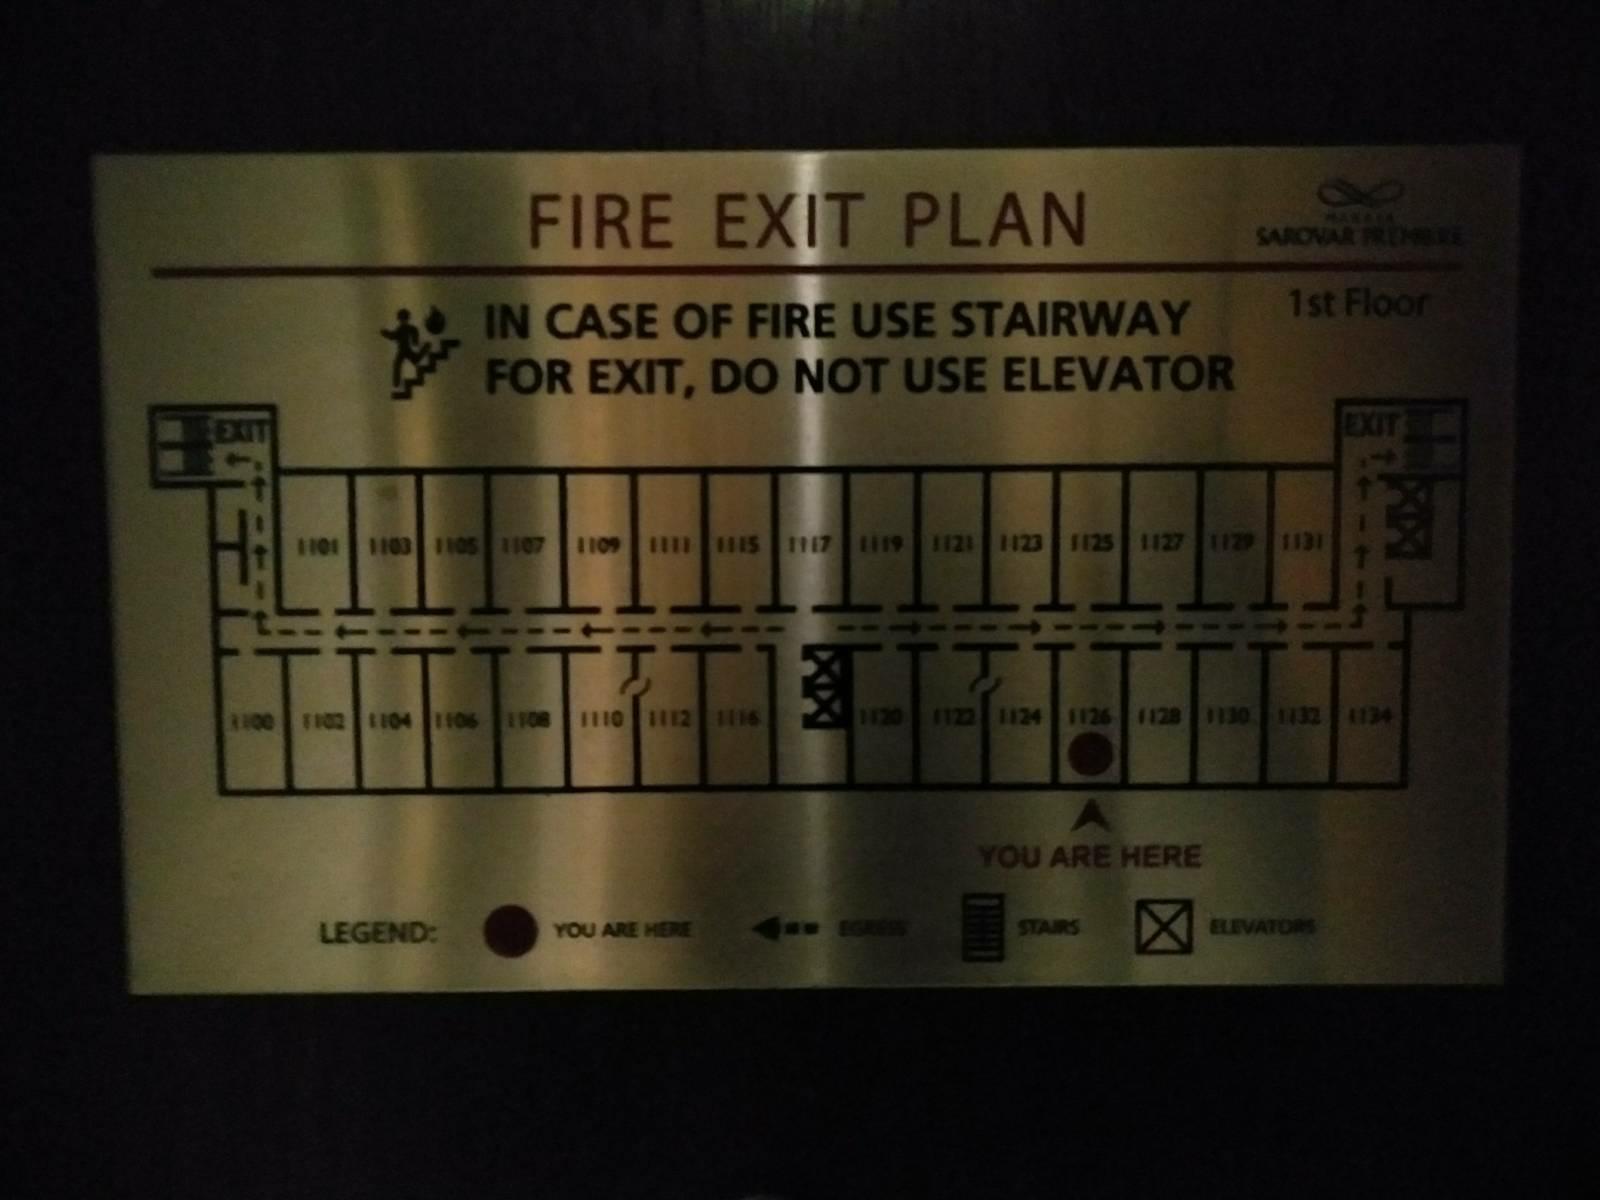 FIRE EXIT PLAN
SAROVAR PREMIERE
1st Floor
IN CASE OF FIRE USE STAIRWAY
FOR EXIT, DO NOT USE ELEVATOR
EXIT EXIT
1101 1103 1105 1107 1109 1111 1115 1117 1119 1121 1123 1125 1127 1129 1131
1100 1102 1104 1106 1108 1110 1112 1116 1120 1122 1124 1126 1128 1130 1132 1134
YOU ARE HERE
LEGEND: YOU ARE HERE EGRESS STAIRS ELEVATORS